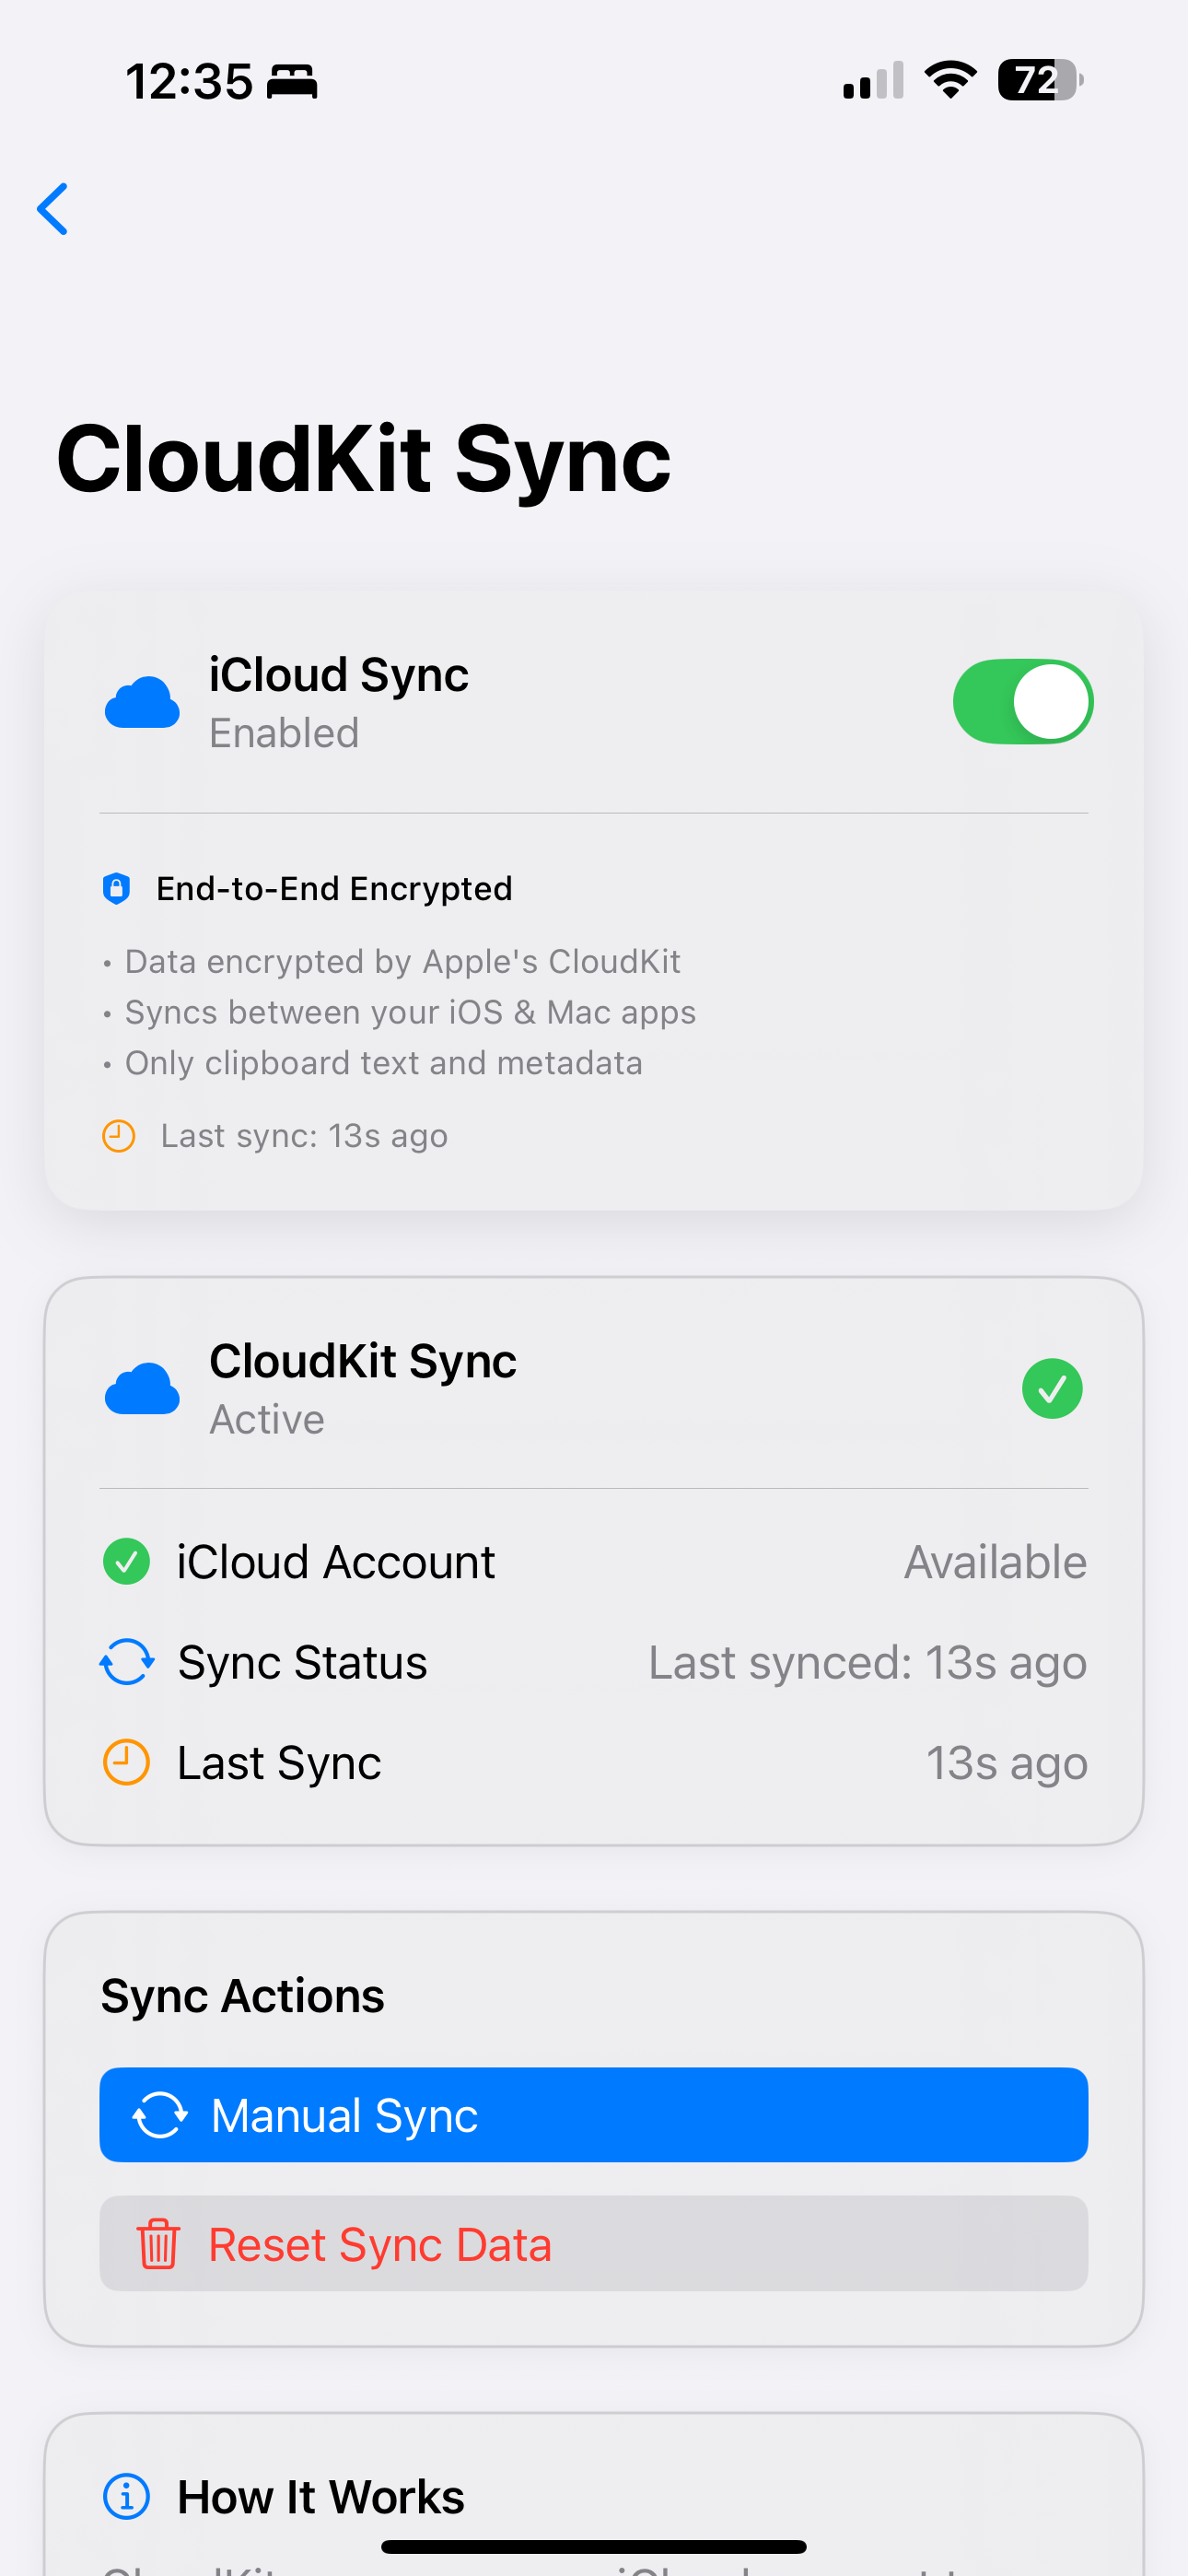 12:35
72
CloudKit Sync
iCloud Sync
Enabled
End-to-End Encrypted
• Data encrypted by Apple's CloudKit
• Syncs between your iOS & Mac apps
• Only clipboard text and metadata
Last sync: 13s ago
CloudKit Sync
Active
iCloud Account Available
Sync Status Last synced: 13s ago
Last Sync 13s ago
Sync Actions
Manual Sync
Reset Sync Data
How It Works